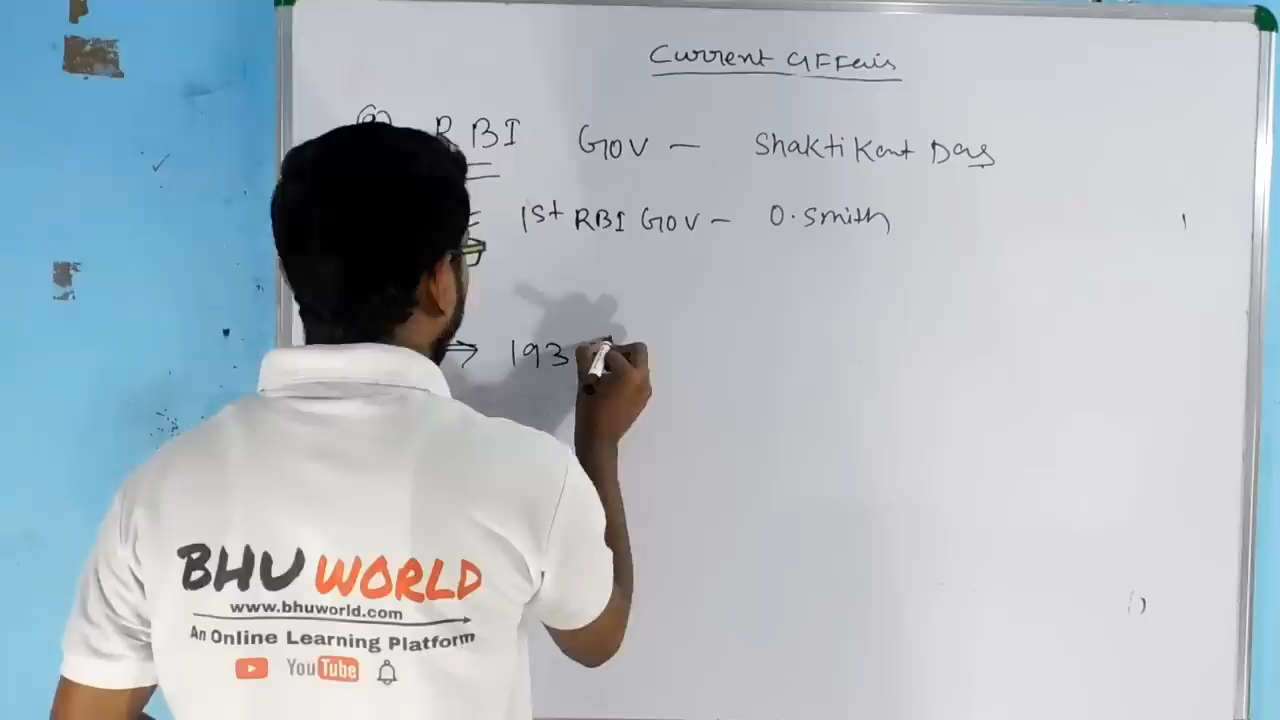 Current Affairs
RBI GOV - Shaktikant Das
1st RBI GOV - O. Smith
⇒ 193
BHU WORLD
www.bhuworld.com
An Online Learning Platform
YouTube